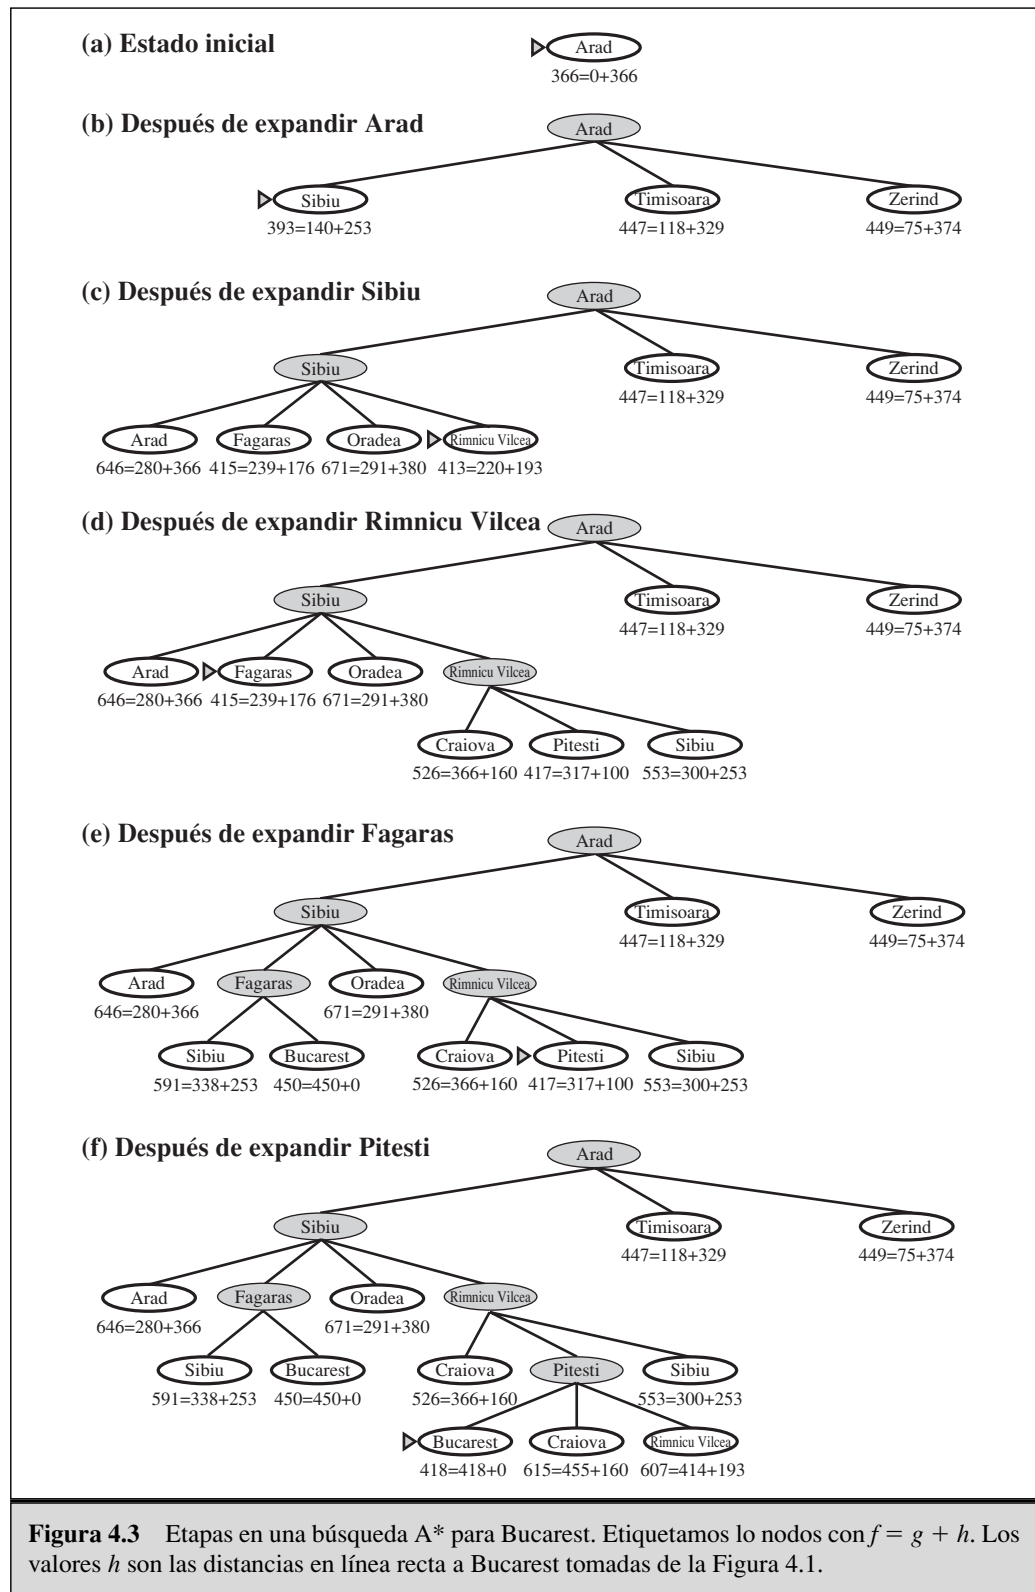 (a) Estado inicial
Arad
366=0+366
(b) Después de expandir Arad
Arad
Sibiu Timisoara Zerind
393=140+253 447=118+329 449=75+374
(c) Después de expandir Sibiu
Arad
Sibiu Timisoara Zerind
447=118+329 449=75+374
Arad Fagaras Oradea Rimnicu Vilcea
646=280+366 415=239+176 671=291+380 413=220+193
(d) Después de expandir Rimnicu Vilcea
Arad
Sibiu Timisoara Zerind
447=118+329 449=75+374
Arad Fagaras Oradea Rimnicu Vilcea
646=280+366 415=239+176 671=291+380
Craiova Pitesti Sibiu
526=366+160 417=317+100 553=300+253
(e) Después de expandir Fagaras
Arad
Sibiu Timisoara Zerind
447=118+329 449=75+374
Arad Fagaras Oradea Rimnicu Vilcea
646=280+366 671=291+380
Sibiu Bucarest Craiova Pitesti Sibiu
591=338+253 450=450+0 526=366+160 417=317+100 553=300+253
(f) Después de expandir Pitesti
Arad
Sibiu Timisoara Zerind
447=118+329 449=75+374
Arad Fagaras Oradea Rimnicu Vilcea
646=280+366 671=291+380
Sibiu Bucarest Craiova Pitesti Sibiu
591=338+253 450=450+0 526=366+160 553=300+253
Bucarest Craiova Rimnicu Vilcea
418=418+0 615=455+160 607=414+193
Figura 4.3 Etapas en una búsqueda A* para Bucarest. Etiquetamos lo nodos con f = g + h. Los
valores h son las distancias en línea recta a Bucarest tomadas de la Figura 4.1.